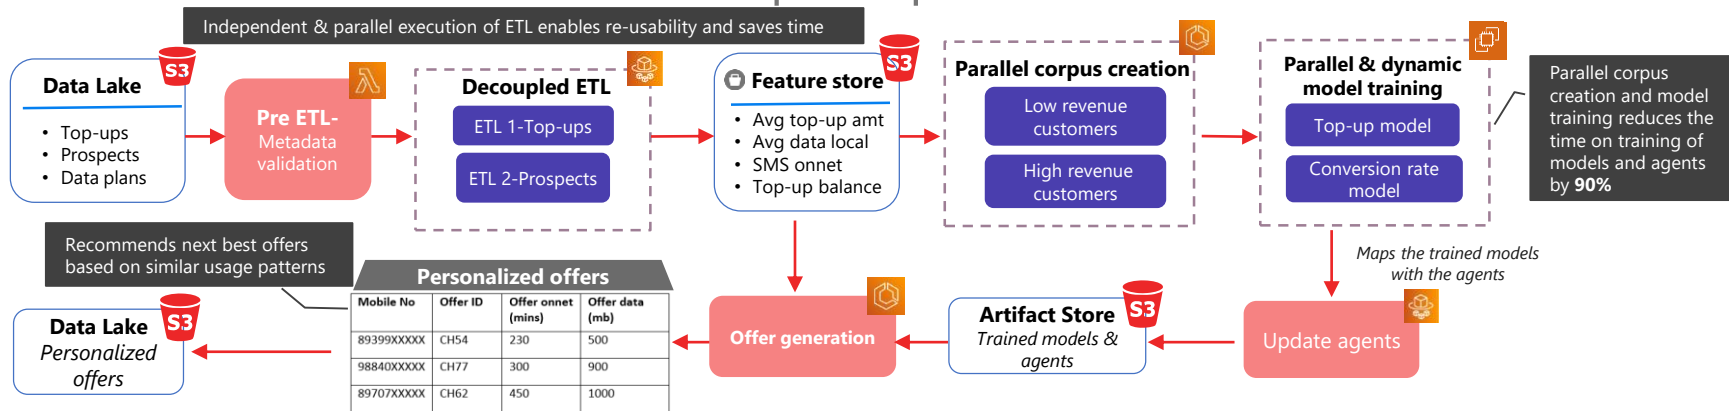 Independent & parallel execution of ETL enables re-usability and saves time
S3
Data Lake
• Top-ups
• Prospects
• Data plans
Pre ETL-
Metadata
validation
Decoupled ETL
ETL 1-Top-ups
ETL 2-Prospects
S3
Feature store
• Avg top-up amt
• Avg data local
• SMS onnet
• Top-up balance
Parallel corpus creation
Low revenue
customers
High revenue
customers
Parallel & dynamic
model training
Top-up model
Conversion rate
model
Parallel corpus
creation and model
training reduces the
time on training of
models and agents
by 90%
Maps the trained models
with the agents
Update agents
S3
Artifact Store
Trained models &
agents
Offer generation
Personalized offers
Mobile No Offer ID Offer onnet (mins) Offer data (mb)
89399XXXXX CH54 230 500
98840XXXXX CH77 300 900
89707XXXXX CH62 450 1000
Recommends next best offers
based on similar usage patterns
S3
Data Lake
Personalized
offers